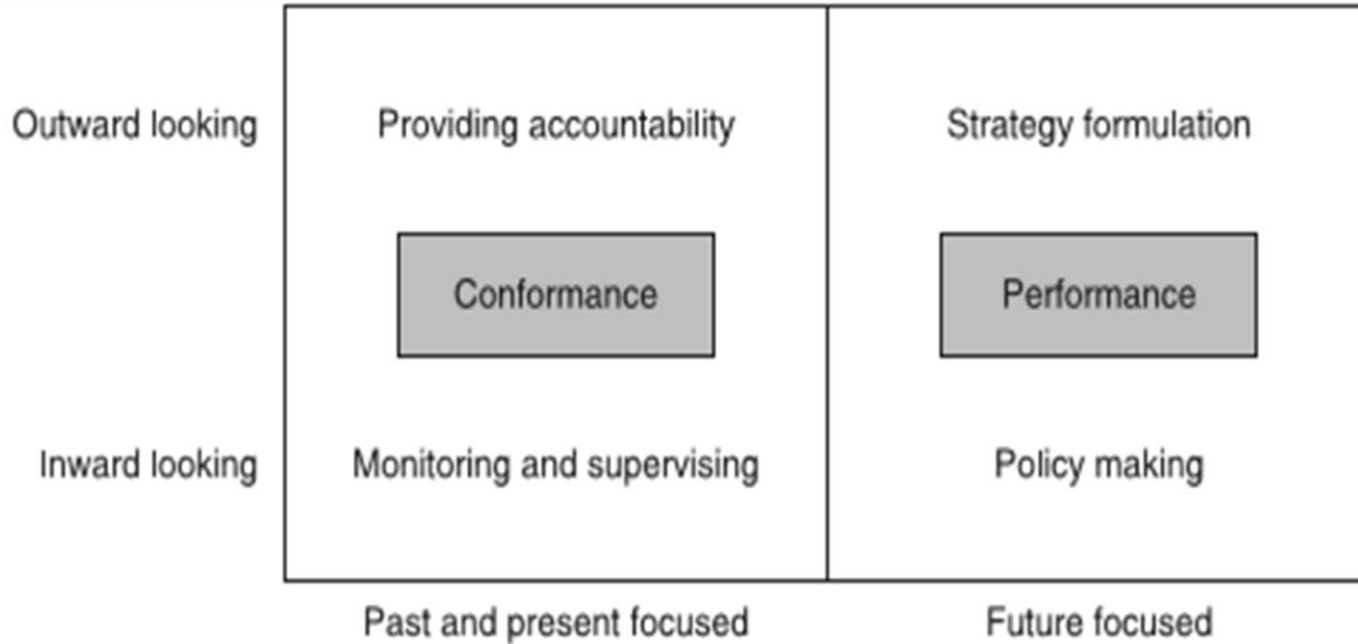 Outward looking
Providing accountability
Strategy formulation
Conformance
Performance
Inward looking
Monitoring and supervising
Policy making
Past and present focused
Future focused